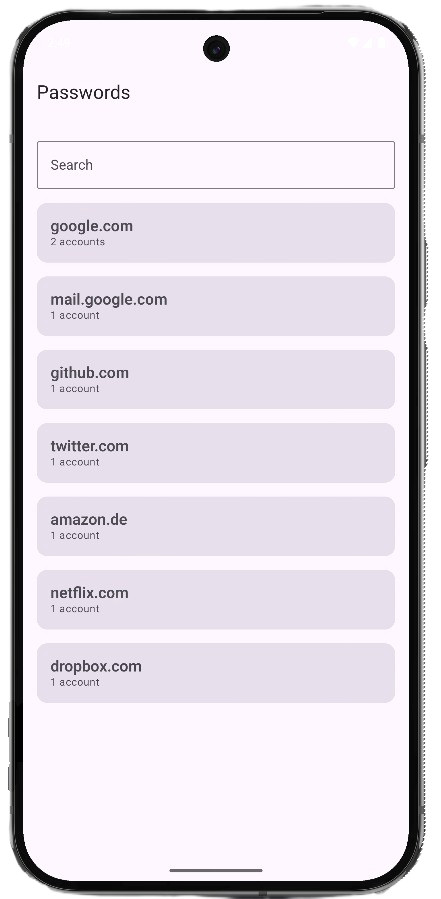 Passwords
Search
google.com
2 accounts
mail.google.com
1 account
github.com
1 account
twitter.com
1 account
amazon.de
1 account
netflix.com
1 account
dropbox.com
1 account